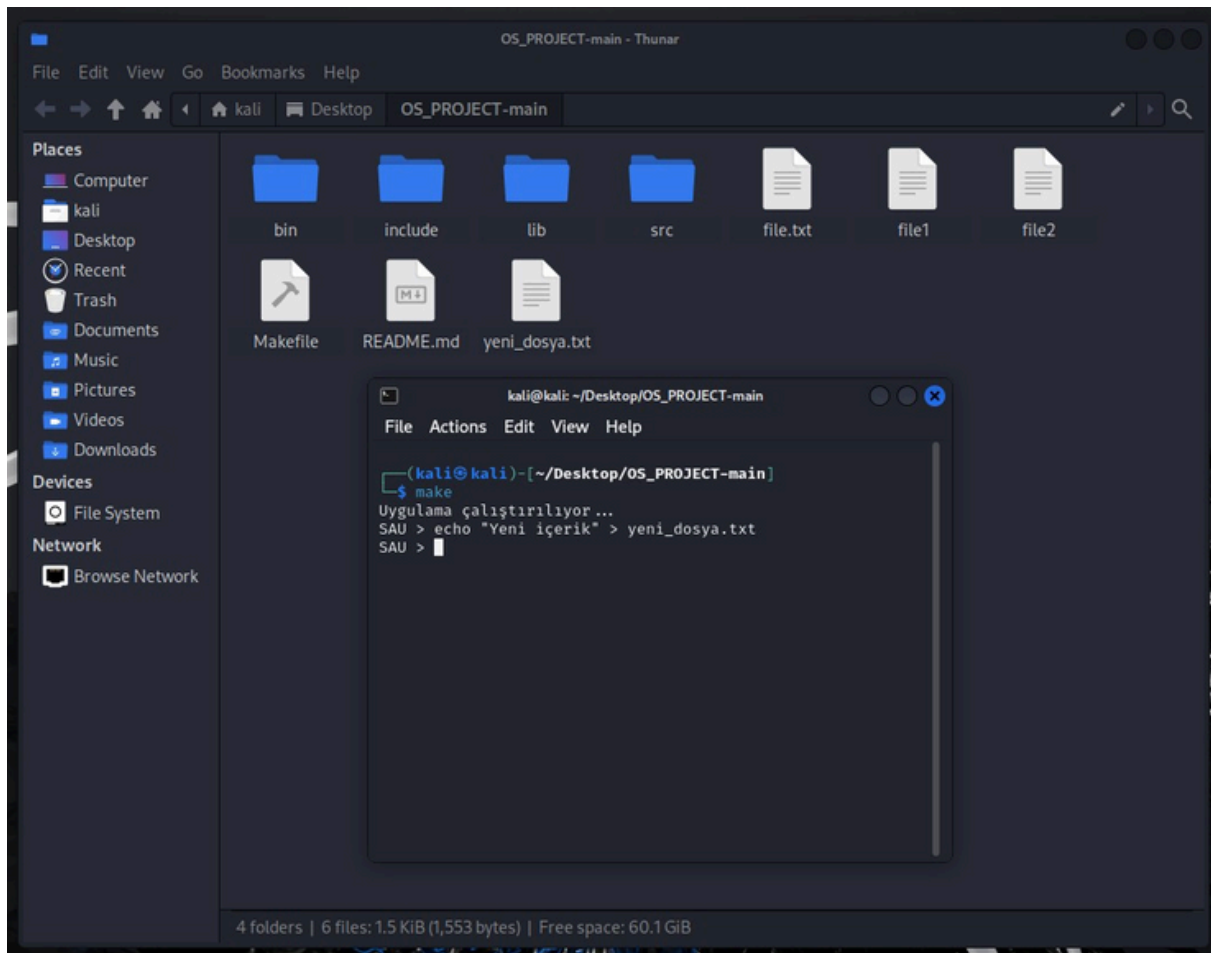 OS_PROJECT-main - Thunar
File Edit View Go Bookmarks Help
kali Desktop OS_PROJECT-main
Places
Computer
kali
Desktop
Recent
Trash
Documents
Music
Pictures
Videos
Downloads
Devices
File System
Network
Browse Network
bin include lib src file.txt file1 file2
M
Makefile README.md yeni_dosya.txt
kali@kali: ~/Desktop/OS_PROJECT-main
File Actions Edit View Help
(kali㉿kali)-[~/Desktop/OS_PROJECT-main]
$ make
Uygulama çalıştırılıyor...
SAU > echo "Yeni içerik" > yeni_dosya.txt
SAU >
4 folders | 6 files: 1.5 KiB (1,553 bytes) | Free space: 60.1 GiB